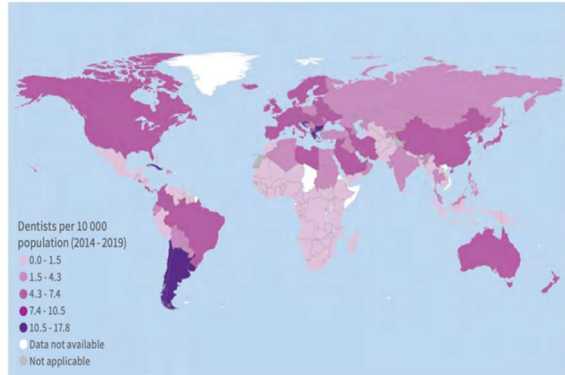 Dentists per 10 000
population (2014 - 2019)
0.0 - 1.5
1.5 - 4.3
4.3 - 7.4
7.4 - 10.5
10.5 - 17.8
Data not available
Not applicable